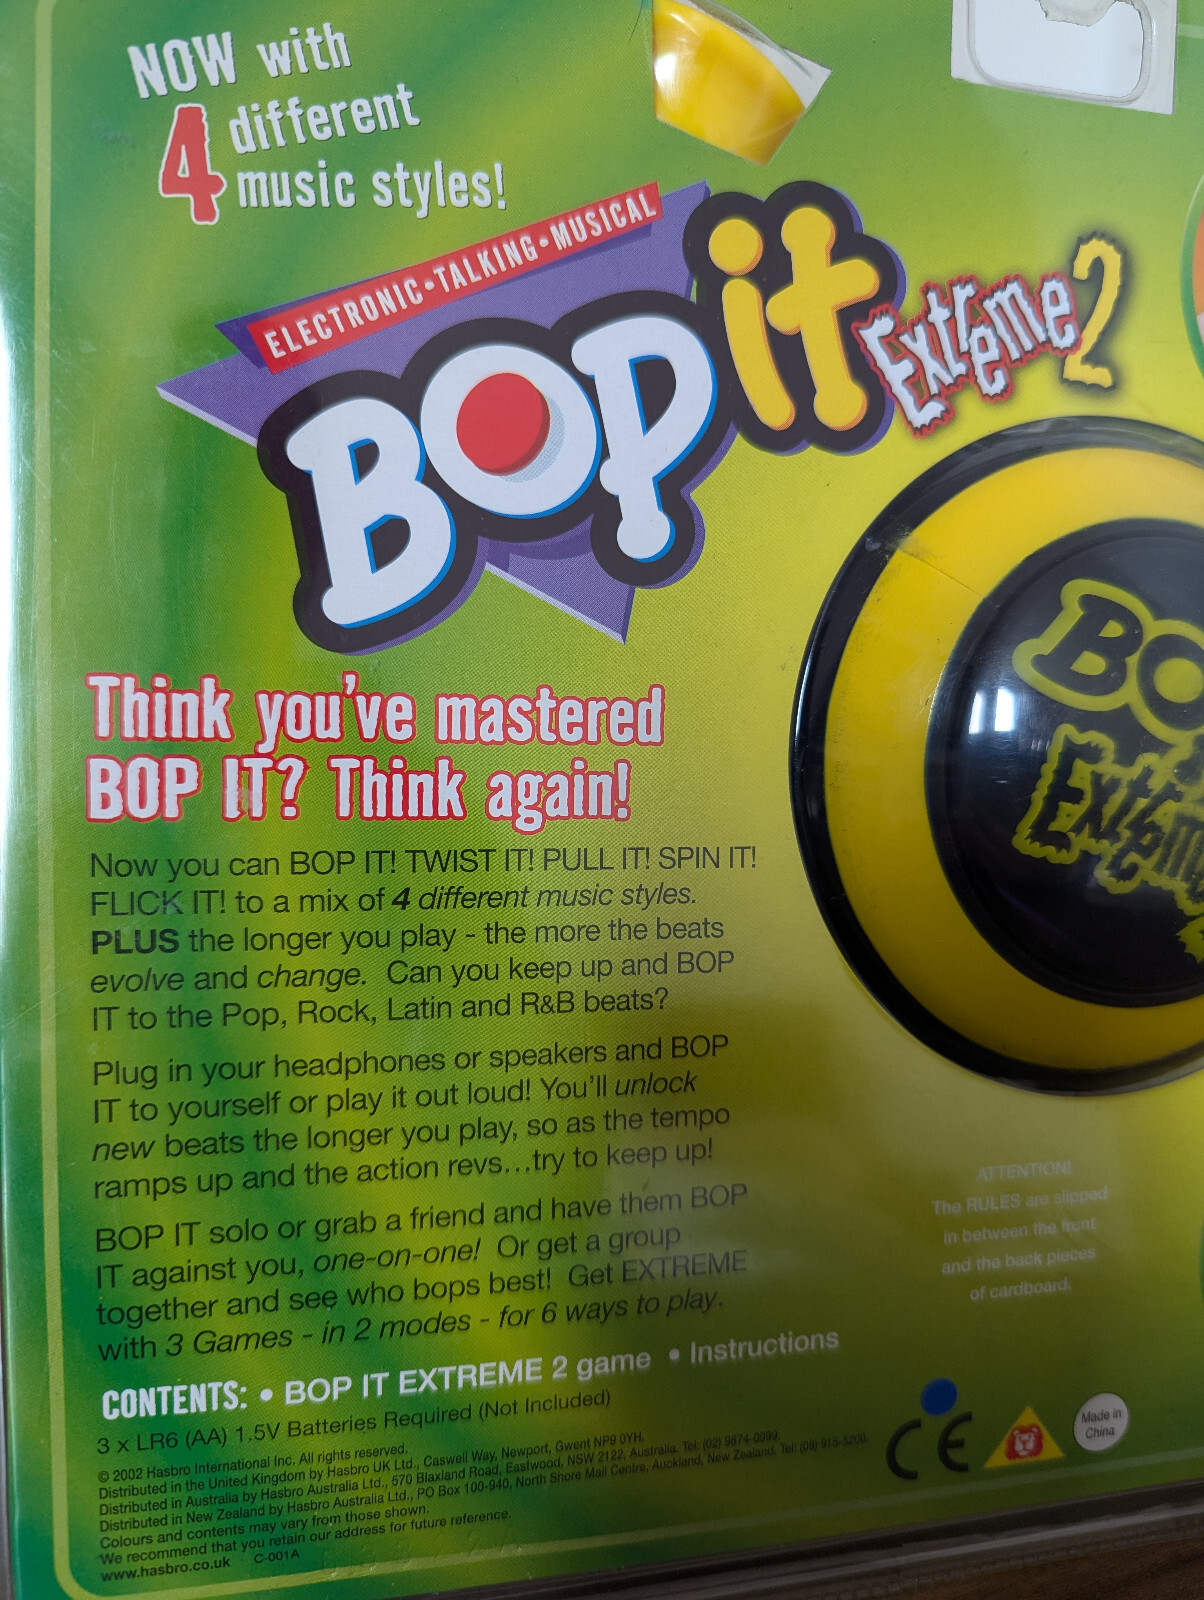 NOW with
4 different
music styles!
ELECTRONIC•TALKING•MUSICAL
BOP it Extreme 2
Think you've mastered
BOP IT? Think again!
Now you can BOP IT! TWIST IT! PULL IT! SPIN IT!
FLICK IT! to a mix of 4 different music styles.
PLUS the longer you play - the more the beats
evolve and change. Can you keep up and BOP
IT to the Pop, Rock, Latin and R&B beats?
Plug in your headphones or speakers and BOP
IT to yourself or play it out loud! You'll unlock
new beats the longer you play, so as the tempo
ramps up and the action revs...try to keep up!
BOP IT solo or grab a friend and have them BOP
IT against you, one-on-one! Or get a group
together and see who bops best! Get EXTREME
with 3 Games - in 2 modes - for 6 ways to play.
CONTENTS: • BOP IT EXTREME 2 game • Instructions
3 x LR6 (AA) 1.5V Batteries Required (Not Included)
© 2002 Hasbro International Inc. All rights reserved.
Distributed in the United Kingdom by Hasbro UK Ltd., Caswell Way, Newport, Gwent NP9 0YH.
Distributed in Australia by Hasbro Australia Ltd., 570 Blaxland Road, Eastwood, NSW 2122, Australia. Tel: (02) 9874-0999.
Distributed in New Zealand by Hasbro Australia Ltd., PO Box 100-940, North Shore Mail Centre, Auckland, New Zealand. Tel: (09) 915-5200.
Colours and contents may vary from those shown.
We recommend that you retain our address for future reference.
www.hasbro.co.uk C-001A
BO
Extrem
ATTENTION!
The RULES are slipped
in between the front
and the back pieces
of cardboard.
CE
Made in
China